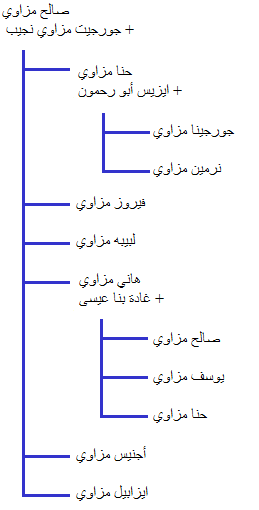 صالح مزاوي
+ جورجيت مزاوي نجيب
حنا مزاوي
+ ايزيس أبو رحمون
جورجينا مزاوي
نرمين مزاوي
فيروز مزاوي
لبيبه مزاوي
هاني مزاوي
+ غادة بنا عيسى
صالح مزاوي
يوسف مزاوي
حنا مزاوي
أجنيس مزاوي
ايزابيل مزاوي